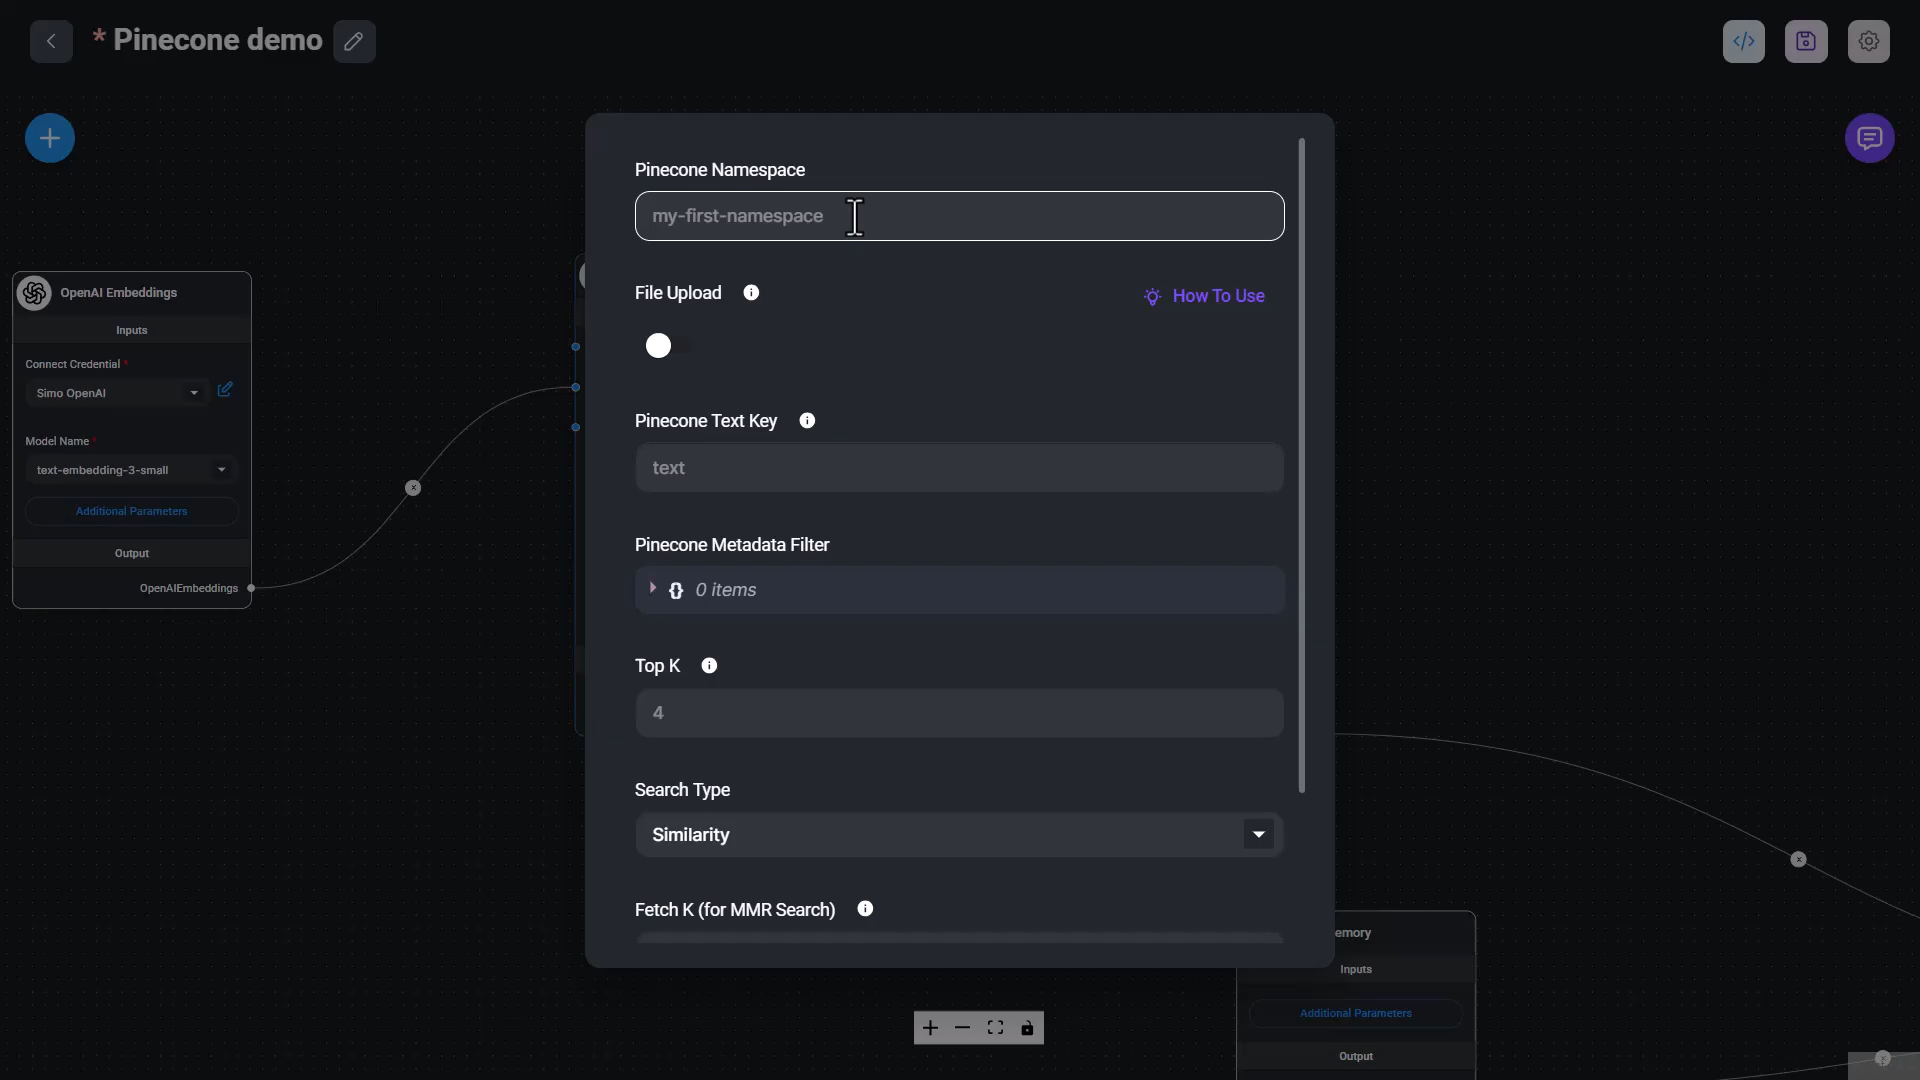 * Pinecone demo
OpenAI Embeddings
Inputs
Connect Credential *
Simo OpenAI
Model Name *
text-embedding-3-small
Additional Parameters
Output
OpenAIEmbeddings
Pinecone Namespace
my-first-namespace
File Upload
How To Use
Pinecone Text Key
text
Pinecone Metadata Filter
{} 0 items
Top K
4
Search Type
Similarity
Fetch K (for MMR Search)
emory
Inputs
Additional Parameters
Output